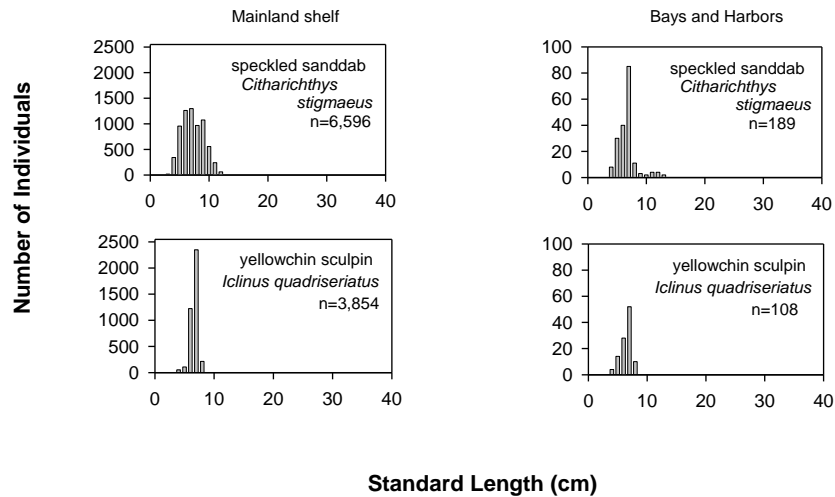 Mainland shelf
Bays and Harbors
Number of Individuals
2500
2000
1500
1000
500
0
speckled sanddab
Citharichthys
stigmaeus
n=6,596
0 10 20 30 40
100
80
60
40
20
0
speckled sanddab
Citharichthys
stigmaeus
n=189
0 10 20 30 40
2500
2000
1500
1000
500
0
yellowchin sculpin
Iclinus quadriseriatus
n=3,854
0 10 20 30 40
100
80
60
40
20
0
yellowchin sculpin
Iclinus quadriseriatus
n=108
0 10 20 30 40
Standard Length (cm)